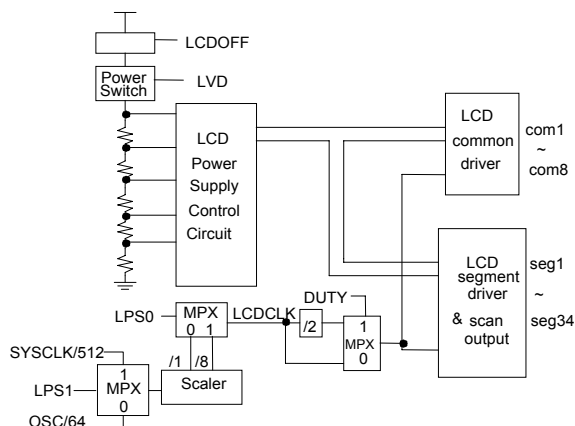 LCDOFF
Power
Switch
LVD
LCD
Power
Supply
Control
Circuit
LCD
common
driver
com1
~
com8
LCD
segment
driver
& scan
output
seg1
~
seg34
LPS0
MPX
0 1
LCDCLK
/2
DUTY
1
MPX
0
/1
/8
Scaler
SYSCLK/512
LPS1
1
MPX
0
OSC/64